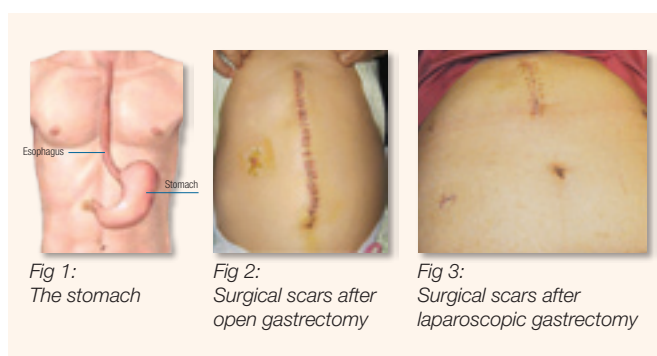 Esophagus
Stomach
Fig 1:
The stomach
Fig 2:
Surgical scars after
open gastrectomy
Fig 3:
Surgical scars after
laparoscopic gastrectomy